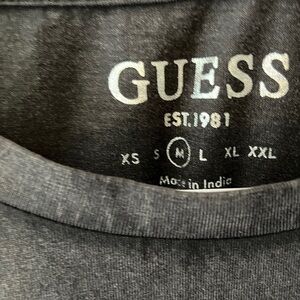 GUESS
EST.1981
XS S M L XL XXL
Made in India